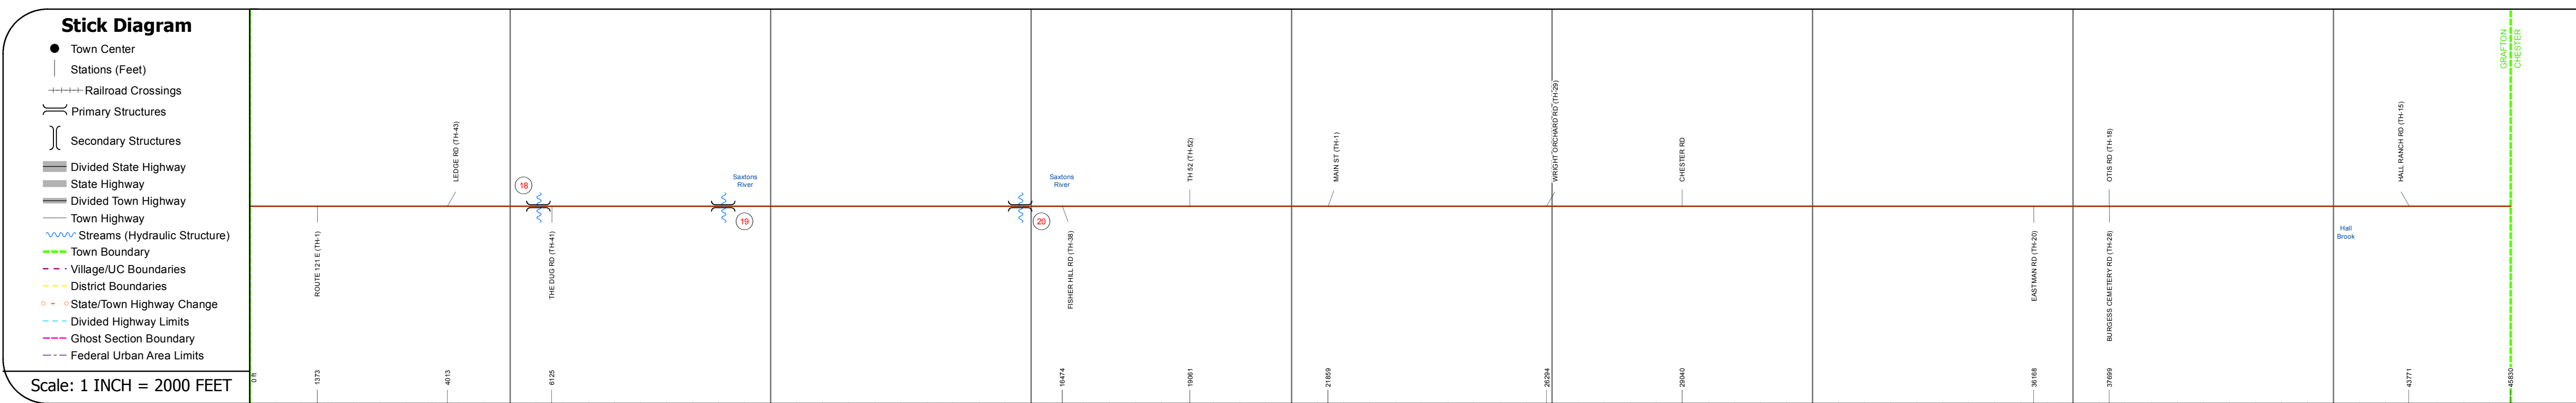 Stick Diagram
Town Center
Stations (Feet)
Railroad Crossings
Primary Structures
Secondary Structures
Divided State Highway
State Highway
Divided Town Highway
Town Highway
Streams (Hydraulic Structure)
Town Boundary
Village/UC Boundaries
District Boundaries
State/Town Highway Change
Divided Highway Limits
Ghost Section Boundary
Federal Urban Area Limits
Scale: 1 INCH = 2000 FEET
GRAFTON
CHESTER
LEDGE RD (TH-43)
TH 52 (TH-52)
MAIN ST (TH-1)
WRIGHT ORCHARD RD (TH-29)
CHESTER RD
OTIS RD (TH-18)
HALL RANCH RD (TH-15)
18
Saxtons
River
Saxtons
River
19
20
Hall
Brook
ROUTE 121 E (TH-1)
THE DUG RD (TH-41)
FISHER HILL RD (TH-38)
EASTMAN RD (TH-20)
BURGESS CEMETERY RD (TH-28)
0 ft
1373
4013
6125
16474
19061
21859
26294
29040
36168
37699
43771
45830